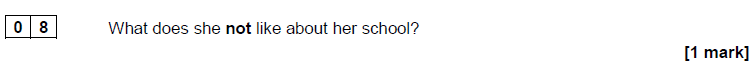 0 8 What does she not like about her school?
[1 mark]